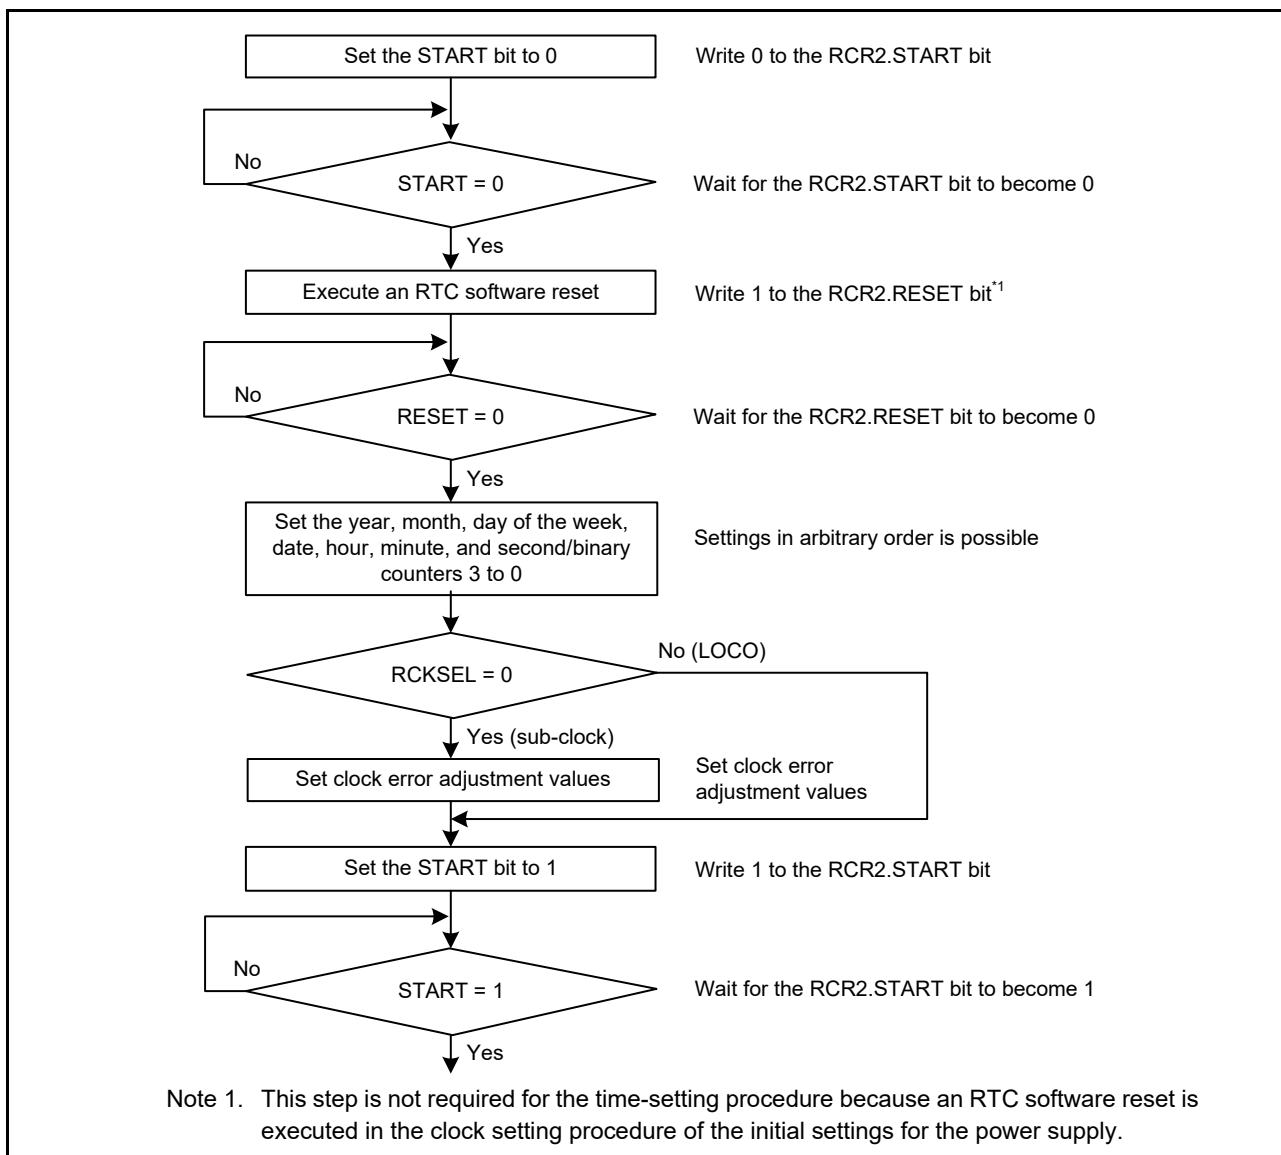 Set the START bit to 0
Write 0 to the RCR2.START bit
No
START = 0
Wait for the RCR2.START bit to become 0
Yes
Execute an RTC software reset
Write 1 to the RCR2.RESET bit*1
No
RESET = 0
Wait for the RCR2.RESET bit to become 0
Yes
Set the year, month, day of the week,
date, hour, minute, and second/binary
counters 3 to 0
Settings in arbitrary order is possible
No (LOCO)
RCKSEL = 0
Yes (sub-clock)
Set clock error adjustment values
Set clock error
adjustment values
Set the START bit to 1
Write 1 to the RCR2.START bit
No
START = 1
Wait for the RCR2.START bit to become 1
Yes
Note 1. This step is not required for the time-setting procedure because an RTC software reset is
executed in the clock setting procedure of the initial settings for the power supply.